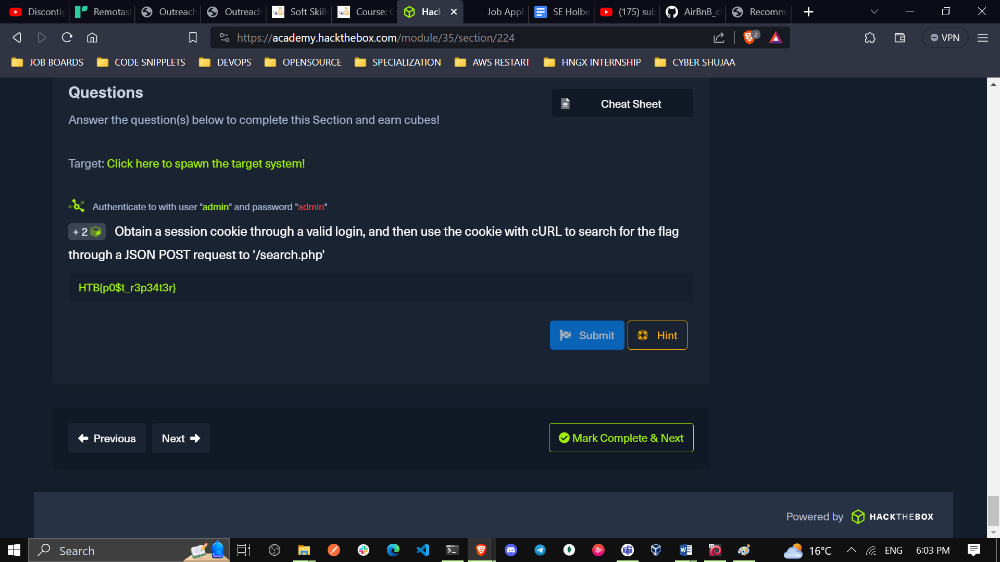 Discontig Remotas Outreach Outreach Soft Skill Course: C Hac Job Appl SE Holbe (175) sub AirBnB_cl Recomm
https://academy.hackthebox.com/module/35/section/224 2 VPN
JOB BOARDS CODE SNIPPLETS DEVOPS OPENSOURCE SPECIALIZATION AWS RESTART HNGX INTERNSHIP CYBER SHUJAA
Questions
Cheat Sheet
Answer the question(s) below to complete this Section and earn cubes!
Target: Click here to spawn the target system!
Authenticate to with user "admin" and password "admin"
+ 2 Obtain a session cookie through a valid login, and then use the cookie with cURL to search for the flag
through a JSON POST request to '/search.php'
HTB{p0$t_r3p34t3r}
Submit Hint
Previous Next Mark Complete & Next
Powered by HACKTHEBOX
Search 16°C ENG 6:03 PM